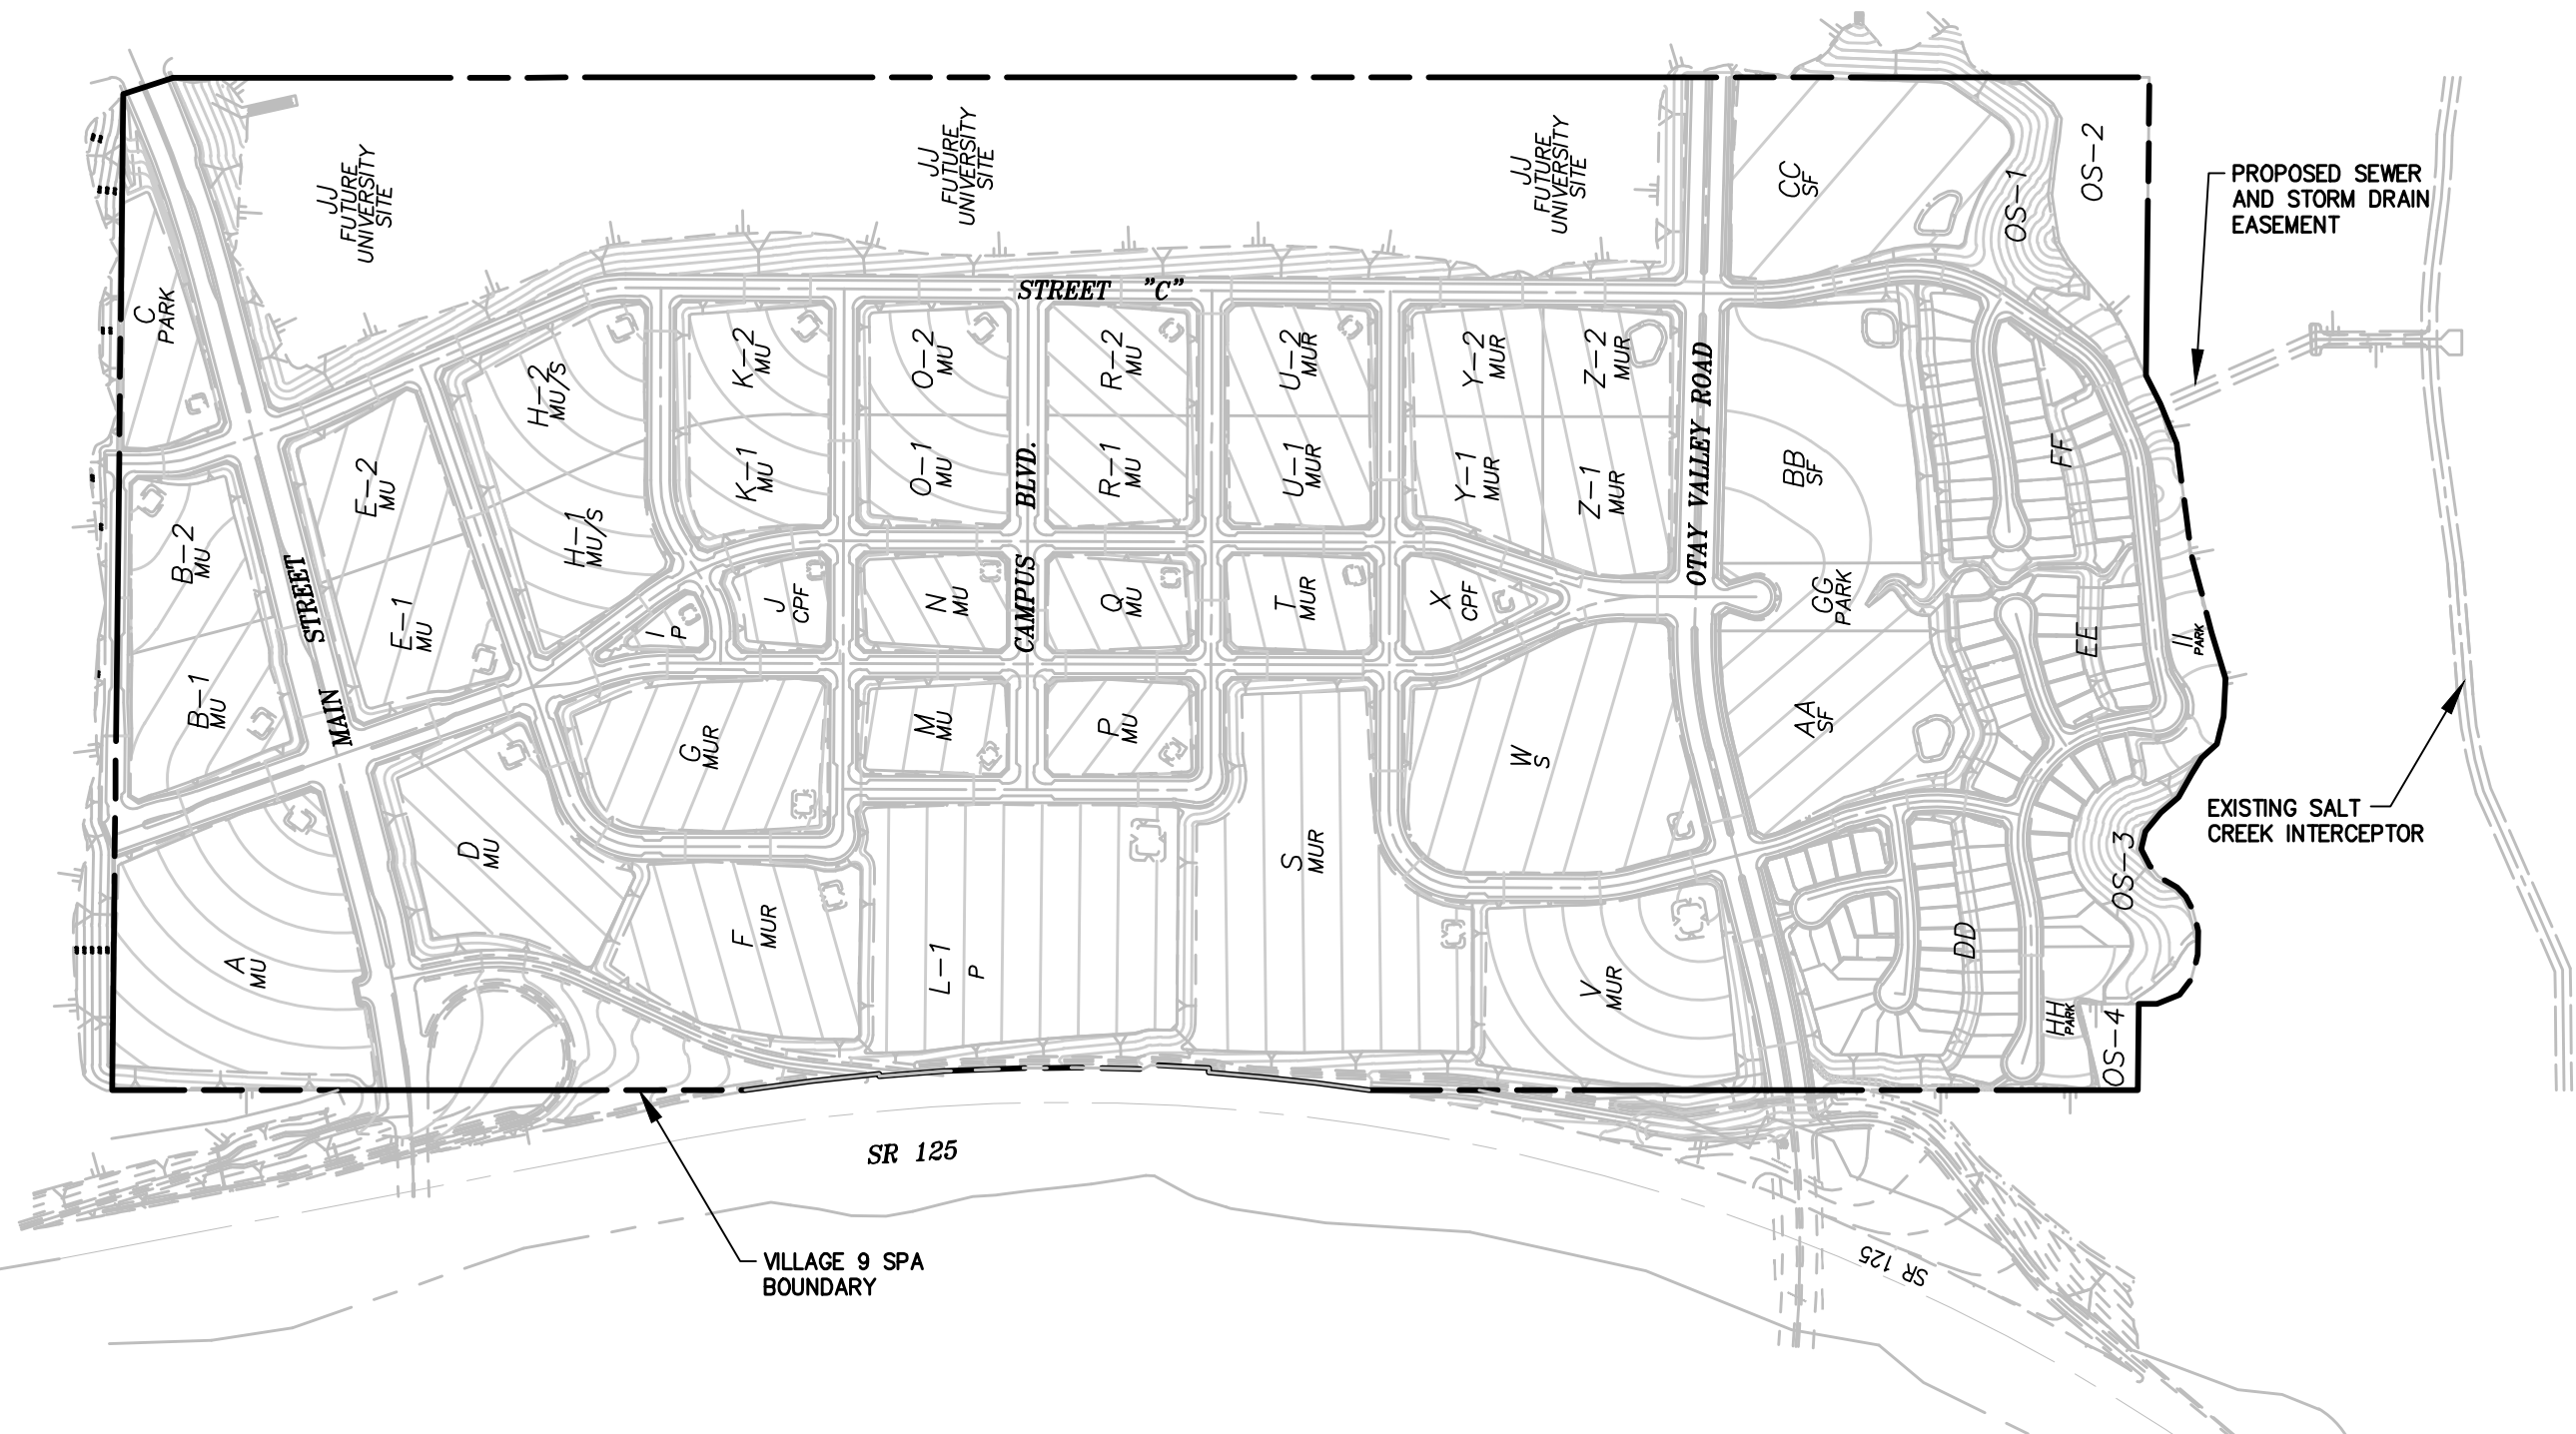 JJ
FUTURE
UNIVERSITY
SITE
JJ
FUTURE
UNIVERSITY
SITE
JJ
FUTURE
UNIVERSITY
SITE
CC
SF
OS-1
OS-2
PROPOSED SEWER
AND STORM DRAIN
EASEMENT
C
PARK
STREET "C"
H-2
MU/S
K-2
MU
O-2
MU
R-2
MU
U-2
MUR
Y-2
MUR
Z-2
MUR
OTAY VALLEY ROAD
BB
SF
FF
B-2
MU
E-2
MU
H-1
MU/S
K-1
MU
O-1
MU
CAMPUS BLVD.
R-1
MU
U-1
MUR
Y-1
MUR
Z-1
MUR
MAIN STREET
E-1
MU
I
P
J
CPF
N
MU
Q
MU
T
MUR
X
CPF
GG
PARK
EE
II
PARK
B-1
MU
G
MUR
M
MU
P
MU
W
S
AA
SF
EXISTING SALT
CREEK INTERCEPTOR
A
MU
D
MU
F
MUR
L-1
P
S
MUR
V
MUR
DD
OS-3
HH
PARK
OS-4
SR 125
VILLAGE 9 SPA
BOUNDARY
SR 125